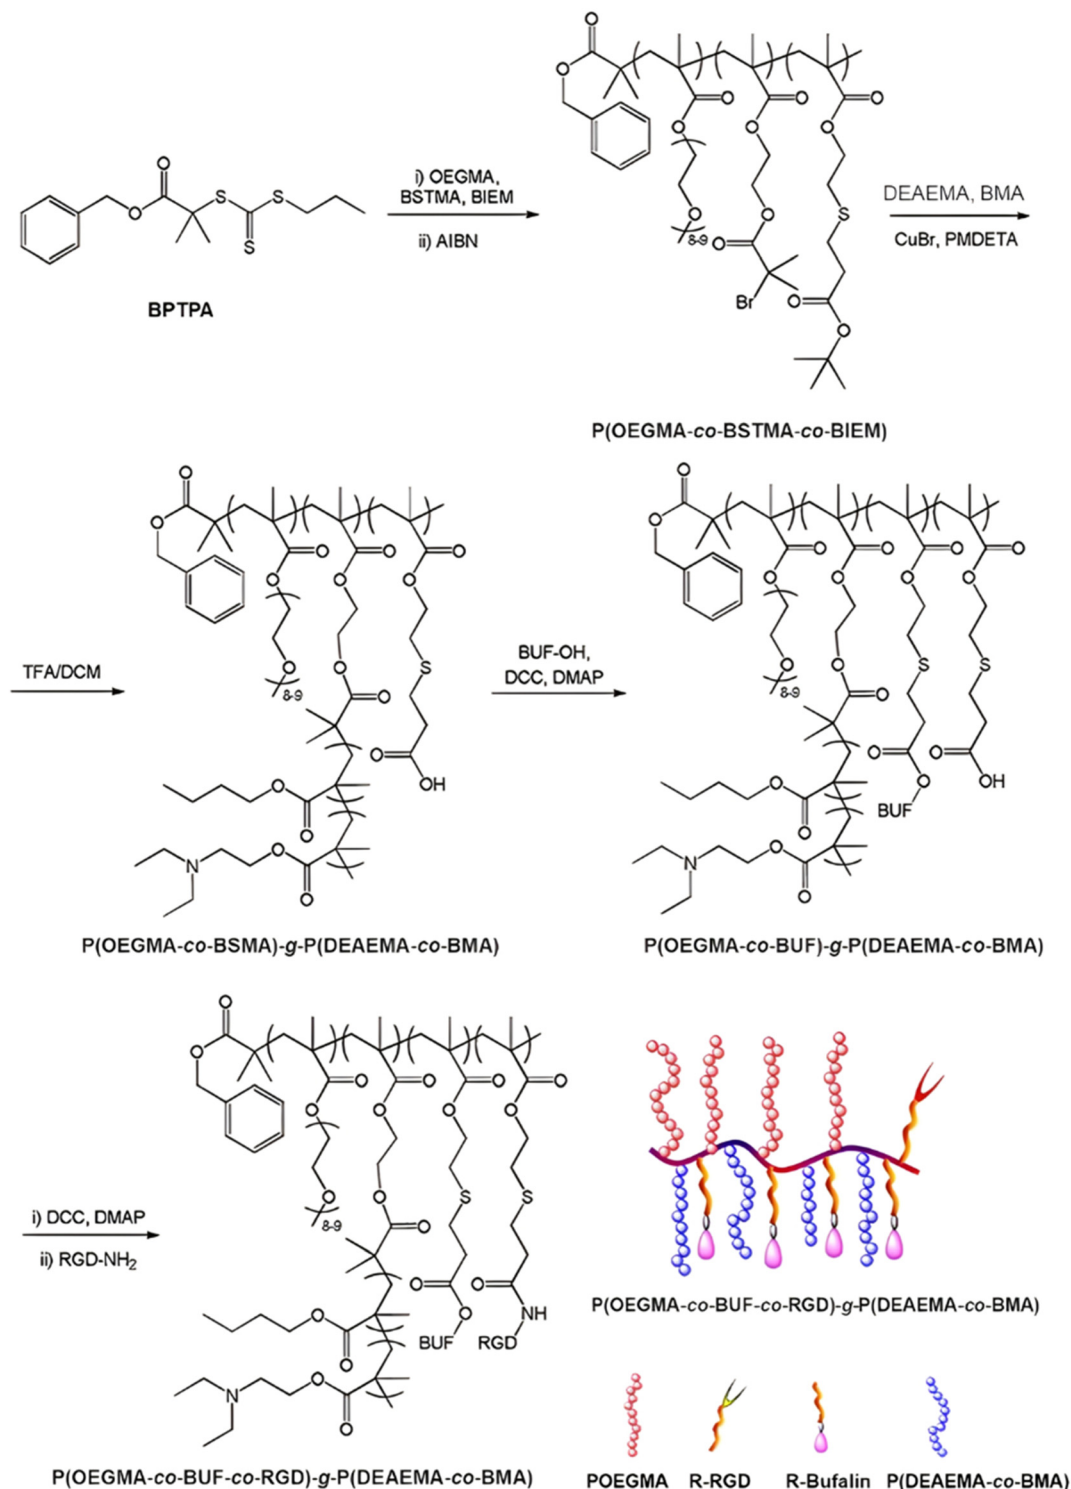 i) OEGMA,
BSTMA, BIEM
ii) AIBN
BPTPA
O
O
S
S
S
O
O
O
O
O
O
O
O
O
8-9
O
O
O
S
Br
O
O
P(OEGMA-co-BSTMA-co-BIEM)
DEAEMA, BMA
CuBr, PMDETA
TFA/DCM
O
O
O
O
O
O
O
O
O
8-9
O
O
S
O
OH
O
O
N
O
O
P(OEGMA-co-BSMA)-g-P(DEAEMA-co-BMA)
BUF-OH,
DCC, DMAP
O
O
O
O
O
O
O
O
O
O
O
8-9
O
O
S
S
O
O
BUF
O
OH
O
O
N
O
O
P(OEGMA-co-BUF)-g-P(DEAEMA-co-BMA)
i) DCC, DMAP
ii) RGD-NH2
O
O
O
O
O
O
O
O
O
O
O
8-9
O
O
S
S
O
O
BUF
O
NH
RGD
O
O
N
O
O
P(OEGMA-co-BUF-co-RGD)-g-P(DEAEMA-co-BMA)
P(OEGMA-co-BUF-co-RGD)-g-P(DEAEMA-co-BMA)
POEGMA
R-RGD
R-Bufalin
P(DEAEMA-co-BMA)